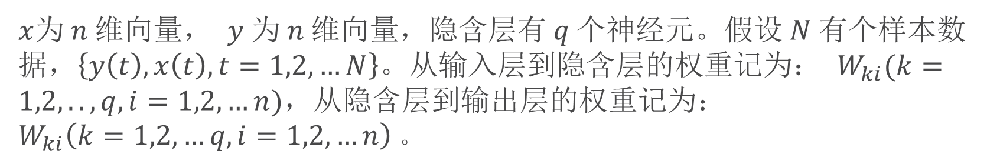 x为 n 维向量， y 为 n 维向量，隐含层有 q 个神经元。假设 N 有个样本数
据，{y(t), x(t), t = 1,2, … N}。从输入层到隐含层的权重记为： W_{ki}(k =
1,2, . . , q, i = 1,2, … n)，从隐含层到输出层的权重记为：
W_{ki}(k = 1,2, … q, i = 1,2, … n) 。